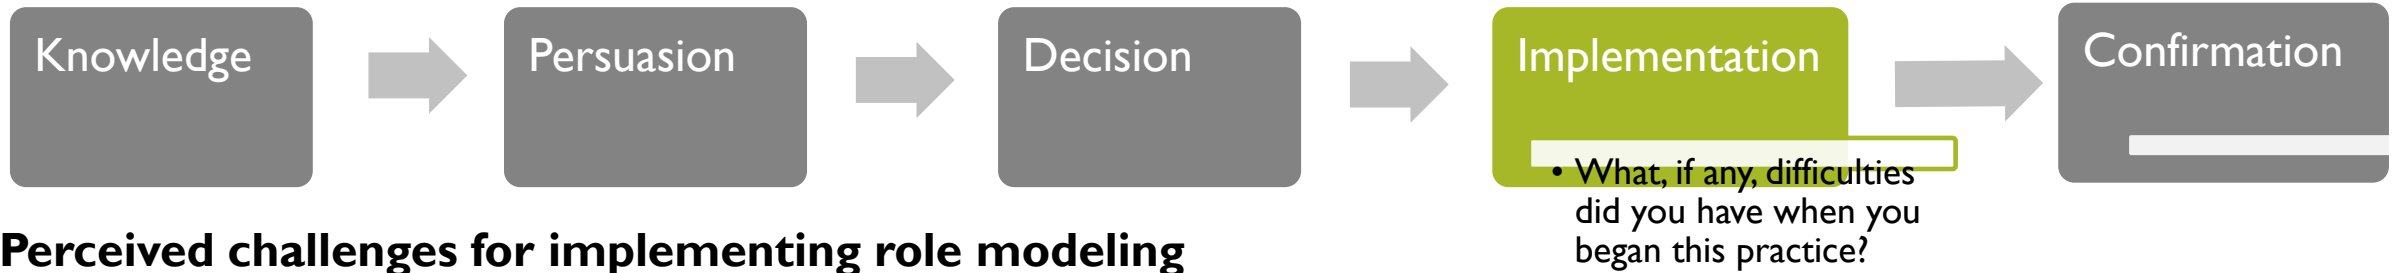 Knowledge
Persuasion
Decision
Implementation
Confirmation
• What, if any, difficulties
did you have when you
began this practice?
Perceived challenges for implementing role modeling